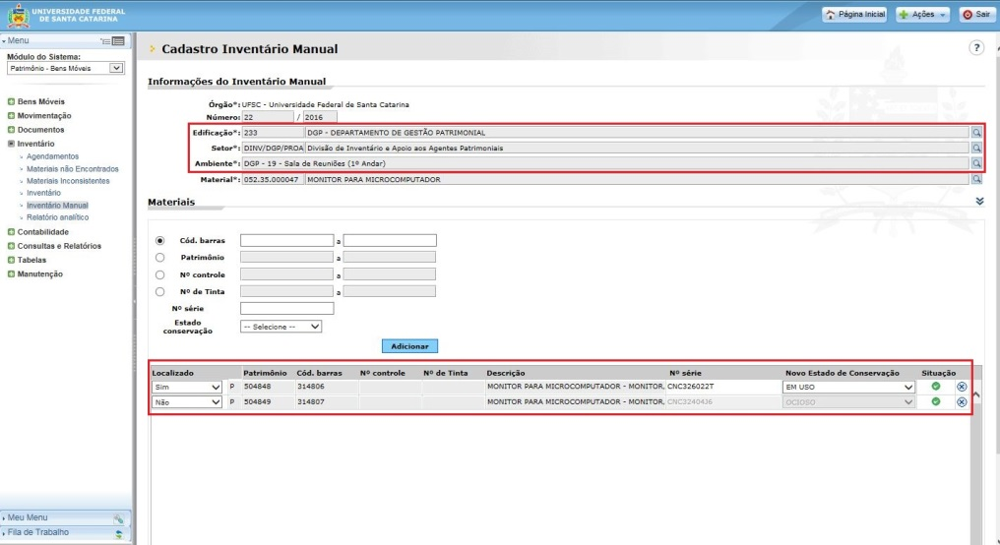 UNIVERSIDADE FEDERAL
DE SANTA CATARINA
Página Inicial Ações Sair
Menu
Módulo do Sistema:
Patrimônio - Bens Móveis
Bens Móveis
Movimentação
Documentos
Inventário
Agendamentos
Materiais não Encontrados
Materiais Inconsistentes
Inventário
Inventário Manual
Relatório analítico
Contabilidade
Consultas e Relatórios
Tabelas
Manutenção
Meu Menu
Fila de Trabalho
Cadastro Inventário Manual ?
Informações do Inventário Manual
Órgão*: UFSC - Universidade Federal de Santa Catarina
Número: 22 / 2016
Edificação*: 233 DGP - DEPARTAMENTO DE GESTÃO PATRIMONIAL
Setor*: DINV/DGP/PROA Divisão de Inventário e Apoio aos Agentes Patrimoniais
Ambiente*: DGP - 19 - Sala de Reuniões (1º Andar)
Material*: 052.35.000047 MONITOR PARA MICROCOMPUTADOR
Materiais
Cód. barras a
Patrimônio a
Nº controle a
Nº de Tinta a
Nº série
Estado
conservação -- Selecione --
Adicionar
Localizado Patrimônio Cód. barras Nº controle Nº de Tinta Descrição Nº série Novo Estado de Conservação Situação
Sim P 504848 314806 MONITOR PARA MICROCOMPUTADOR - MONITOR, CNC326022T EM USO
Não P 504849 314807 MONITOR PARA MICROCOMPUTADOR - MONITOR, CNC32404J6 OCIOSO